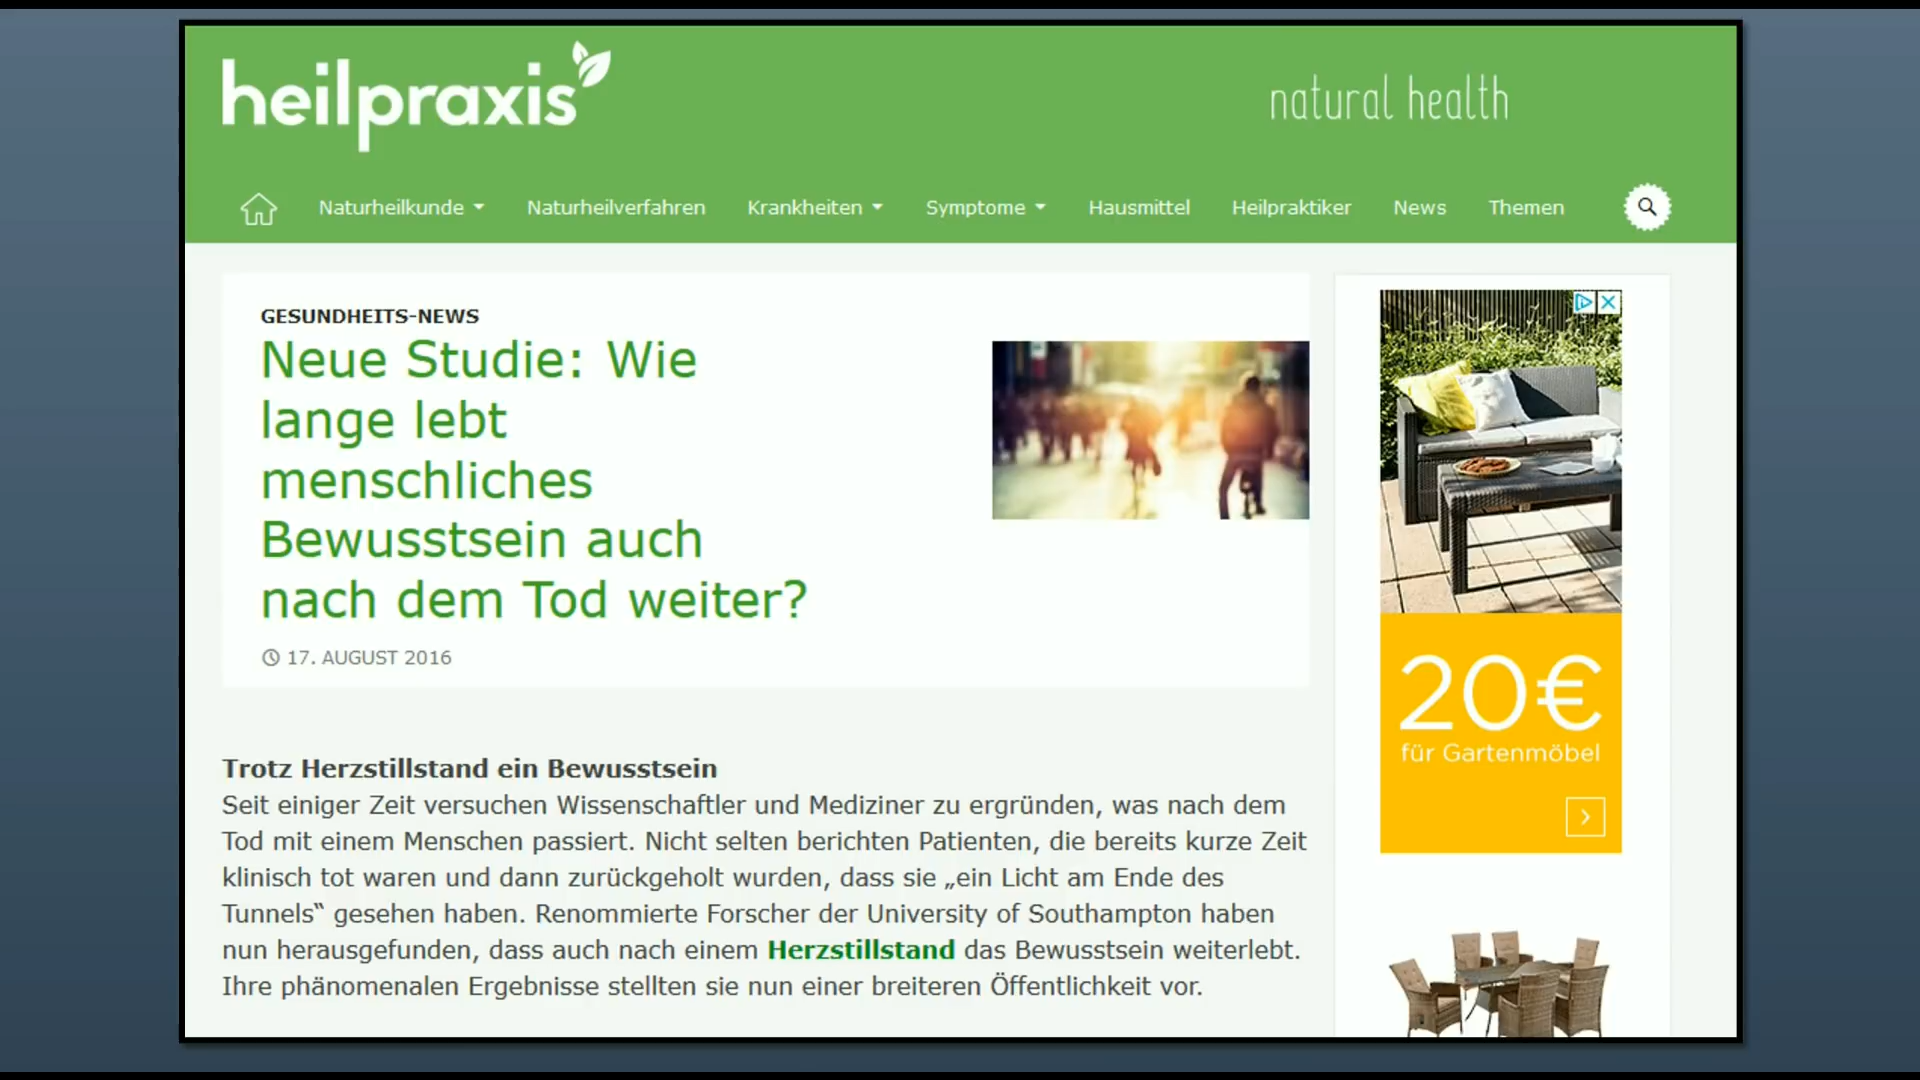 heilpraxis
natural health
Naturheilkunde
Naturheilverfahren
Krankheiten
Symptome
Hausmittel
Heilpraktiker
News
Themen
GESUNDHEITS-NEWS
Neue Studie: Wie
lange lebt
menschliches
Bewusstsein auch
nach dem Tod weiter?
17. AUGUST 2016
20€
für Gartenmöbel
Trotz Herzstillstand ein Bewusstsein
Seit einiger Zeit versuchen Wissenschaftler und Mediziner zu ergründen, was nach dem
Tod mit einem Menschen passiert. Nicht selten berichten Patienten, die bereits kurze Zeit
klinisch tot waren und dann zurückgeholt wurden, dass sie „ein Licht am Ende des
Tunnels“ gesehen haben. Renommierte Forscher der University of Southampton haben
nun herausgefunden, dass auch nach einem Herzstillstand das Bewusstsein weiterlebt.
Ihre phänomenalen Ergebnisse stellten sie nun einer breiteren Öffentlichkeit vor.